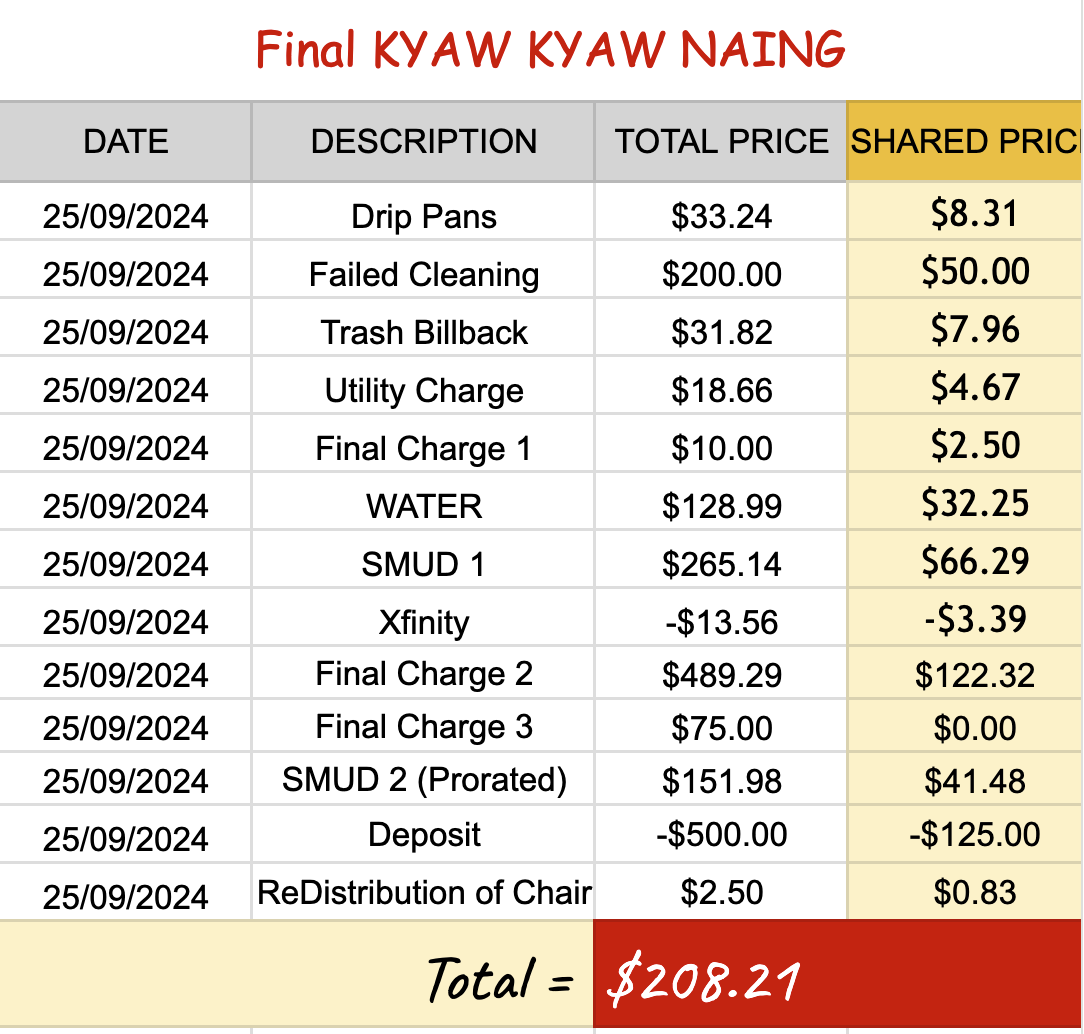 Final KYAW KYAW NAING
DATE DESCRIPTION TOTAL PRICE SHARED PRIC
25/09/2024 Drip Pans $33.24 $8.31
25/09/2024 Failed Cleaning $200.00 $50.00
25/09/2024 Trash Billback $31.82 $7.96
25/09/2024 Utility Charge $18.66 $4.67
25/09/2024 Final Charge 1 $10.00 $2.50
25/09/2024 WATER $128.99 $32.25
25/09/2024 SMUD 1 $265.14 $66.29
25/09/2024 Xfinity -$13.56 -$3.39
25/09/2024 Final Charge 2 $489.29 $122.32
25/09/2024 Final Charge 3 $75.00 $0.00
25/09/2024 SMUD 2 (Prorated) $151.98 $41.48
25/09/2024 Deposit -$500.00 -$125.00
25/09/2024 ReDistribution of Chair $2.50 $0.83
Total = $208.21